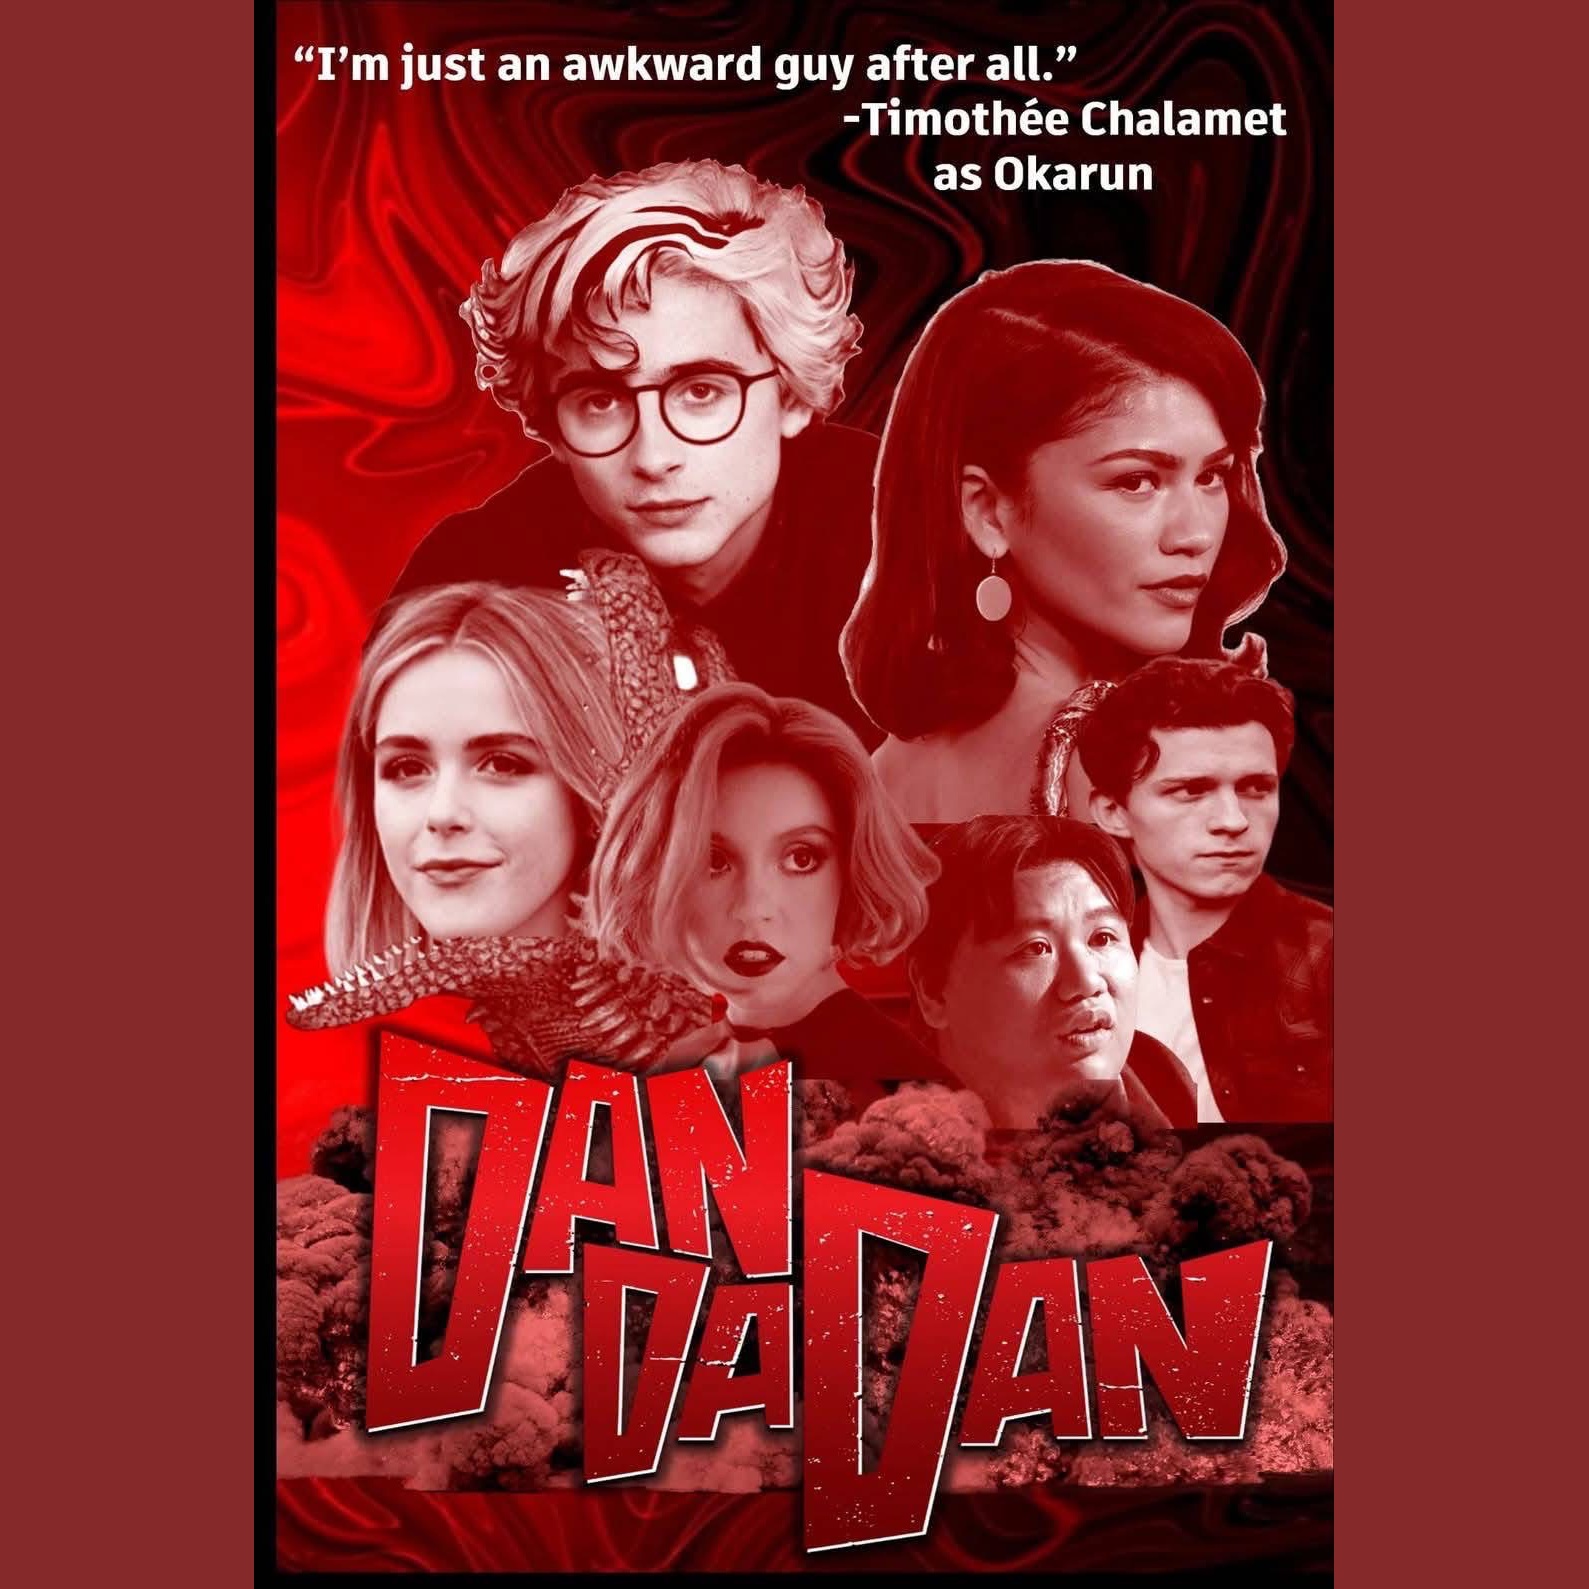 “I’m just an awkward guy after all.”
-Timothée Chalamet
as Okarun
DAN
DA
DAN